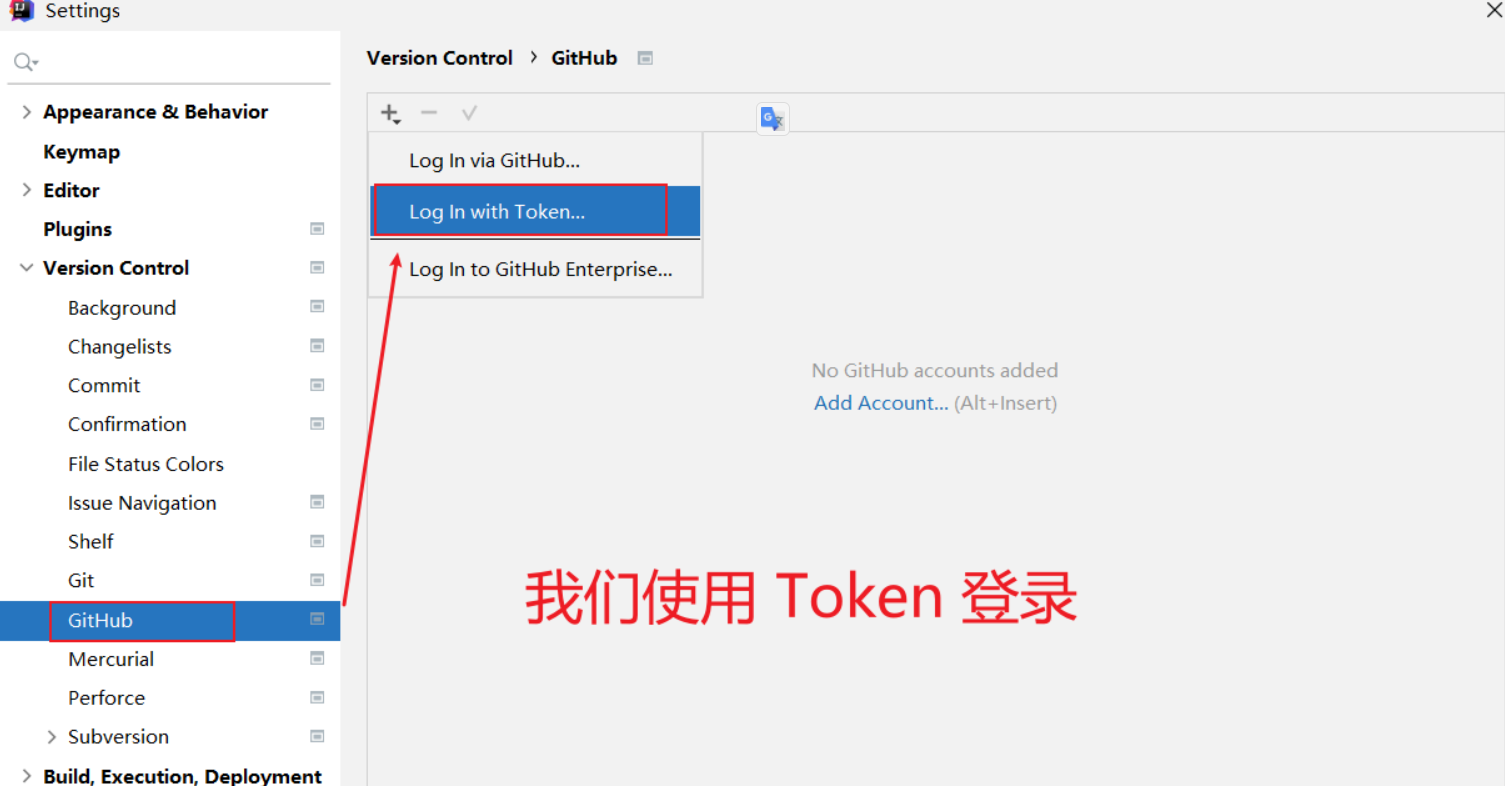 Settings
Version Control > GitHub
Appearance & Behavior
Keymap
Editor
Plugins
Version Control
Background
Changelists
Commit
Confirmation
File Status Colors
Issue Navigation
Shelf
Git
GitHub
Mercurial
Perforce
Subversion
Build, Execution, Deployment
Log In via GitHub...
Log In with Token...
Log In to GitHub Enterprise...
No GitHub accounts added
Add Account... (Alt+Insert)
我们使用 Token 登录